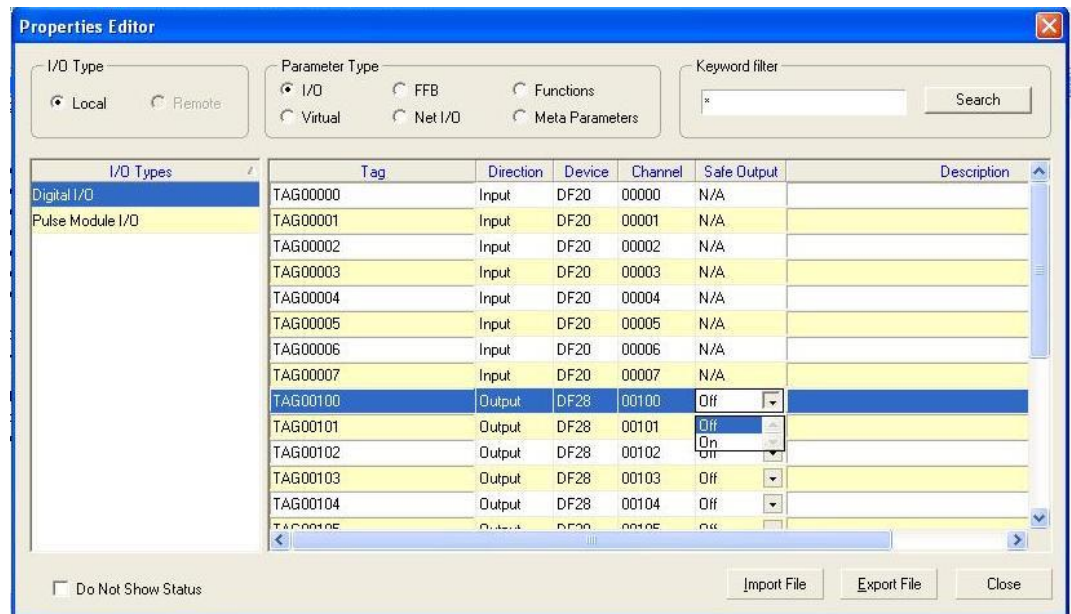 Properties Editor
I/O Type
Local Remote
Parameter Type
I/O FFB Functions
Virtual Net I/O Meta Parameters
Keyword filter
* Search
I/O Types
Digital I/O
Pulse Module I/O
Tag Direction Device Channel Safe Output Description
TAG00000 Input DF20 00000 N/A
TAG00001 Input DF20 00001 N/A
TAG00002 Input DF20 00002 N/A
TAG00003 Input DF20 00003 N/A
TAG00004 Input DF20 00004 N/A
TAG00005 Input DF20 00005 N/A
TAG00006 Input DF20 00006 N/A
TAG00007 Input DF20 00007 N/A
TAG00100 Output DF28 00100 Off
TAG00101 Output DF28 00101 Off
On
TAG00102 Output DF28 00102 Off
TAG00103 Output DF28 00103 Off
TAG00104 Output DF28 00104 Off
Do Not Show Status
Import File Export File Close